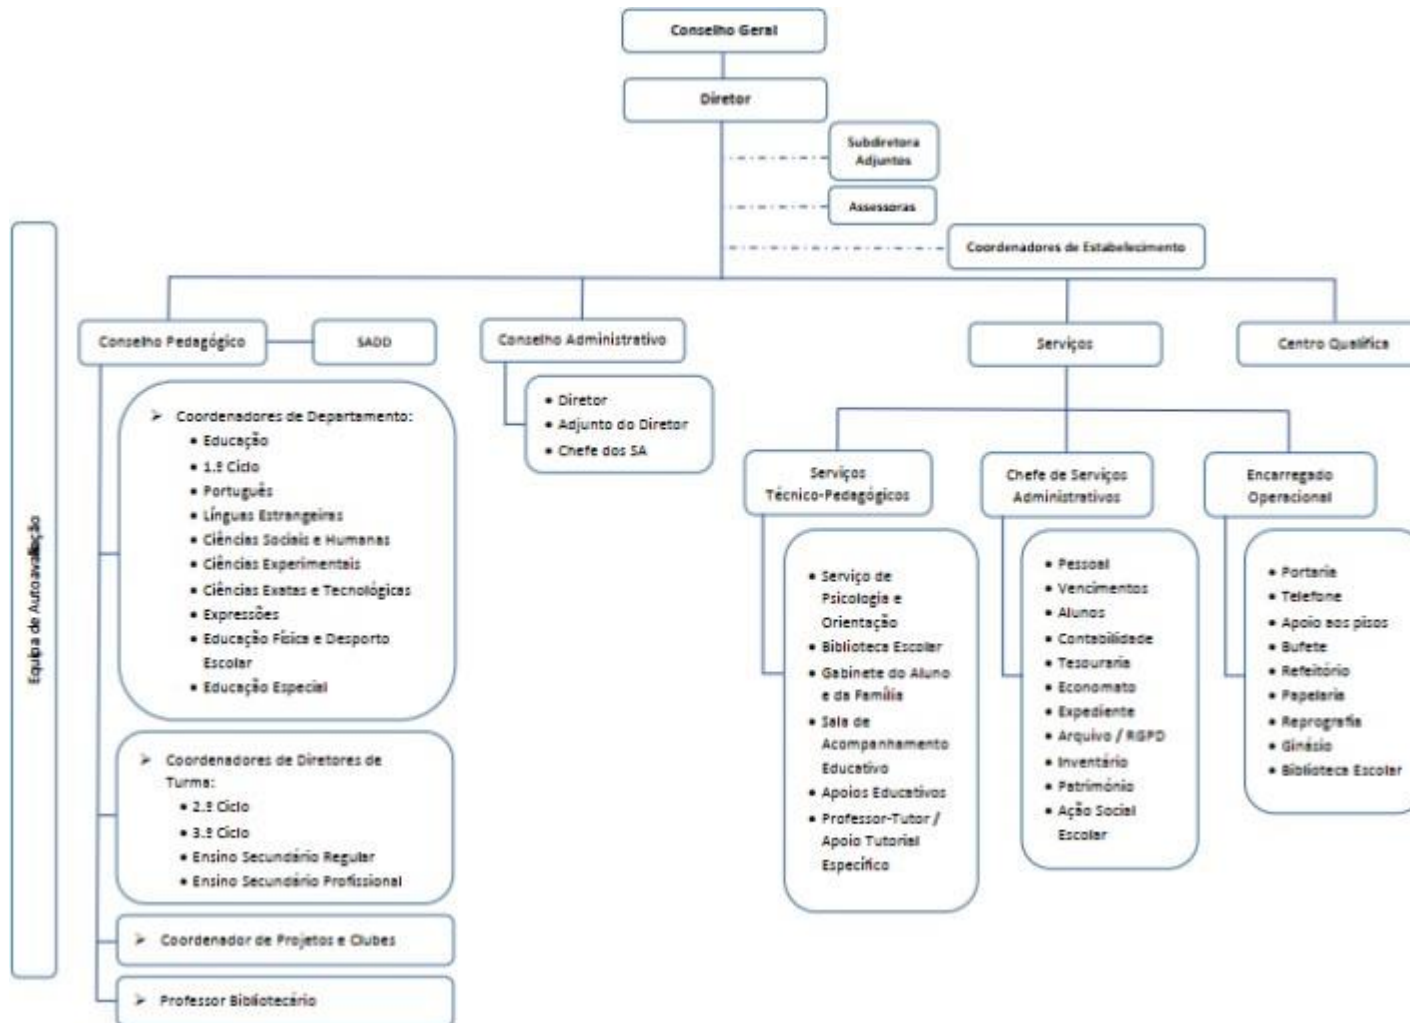 Conselho Geral
Diretor
Subdiretora
Adjuntos
Assessoras
Coordenadores de Estabelecimento
Equipa de Autoavaliação
Conselho Pedagógico
SADD
Conselho Administrativo
Serviços
Centro Qualifica
➢ Coordenadores de Departamento:
• Educação
• 1.º Ciclo
• Português
• Línguas Estrangeiras
• Ciências Sociais e Humanas
• Ciências Experimentais
• Ciências Exatas e Tecnológicas
• Expressões
• Educação Física e Desporto
Escolar
• Educação Especial
➢ Coordenadores de Diretores de
Turma:
• 2.º Ciclo
• 3.º Ciclo
• Ensino Secundário Regular
• Ensino Secundário Profissional
➢ Coordenador de Projetos e Clubes
➢ Professor Bibliotecário
• Diretor
• Adjunto do Diretor
• Chefe dos SA
Serviços
Técnico-Pedagógicos
• Serviço de
Psicologia e
Orientação
• Biblioteca Escolar
• Gabinete do Aluno
e da Família
• Sala de
Acompanhamento
Educativo
• Apoios Educativos
• Professor-Tutor /
Apoio Tutorial
Específico
Chefe de Serviços
Administrativos
• Pessoal
• Vencimentos
• Alunos
• Contabilidade
• Tesouraria
• Economato
• Expediente
• Arquivo / RGPD
• Inventário
• Património
• Ação Social
Escolar
Encarregado
Operacional
• Portaria
• Telefone
• Apoio aos pisos
• Bufete
• Refeitório
• Papelaria
• Reprografia
• Ginásio
• Biblioteca Escolar